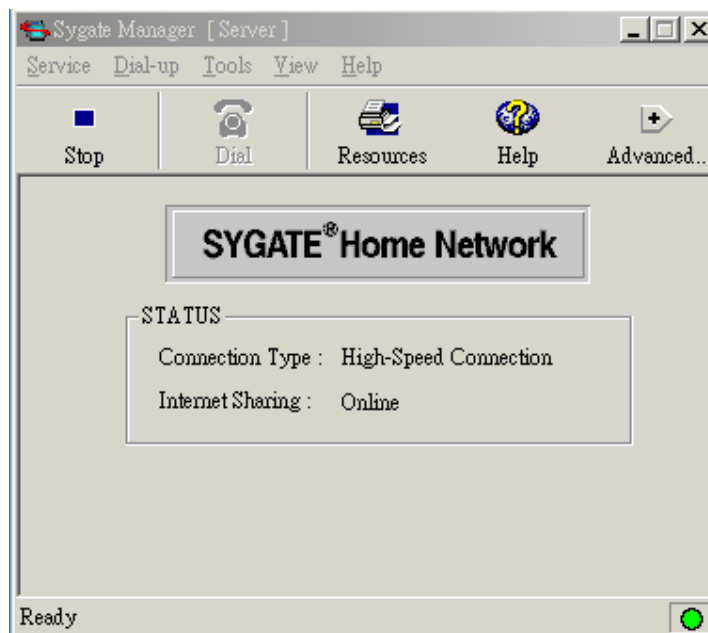 Sygate Manager [ Server ]
Service Dial-up Tools View Help
Stop Dial Resources Help Advanced..
SYGATE® Home Network
STATUS
Connection Type : High-Speed Connection
Internet Sharing : Online
Ready